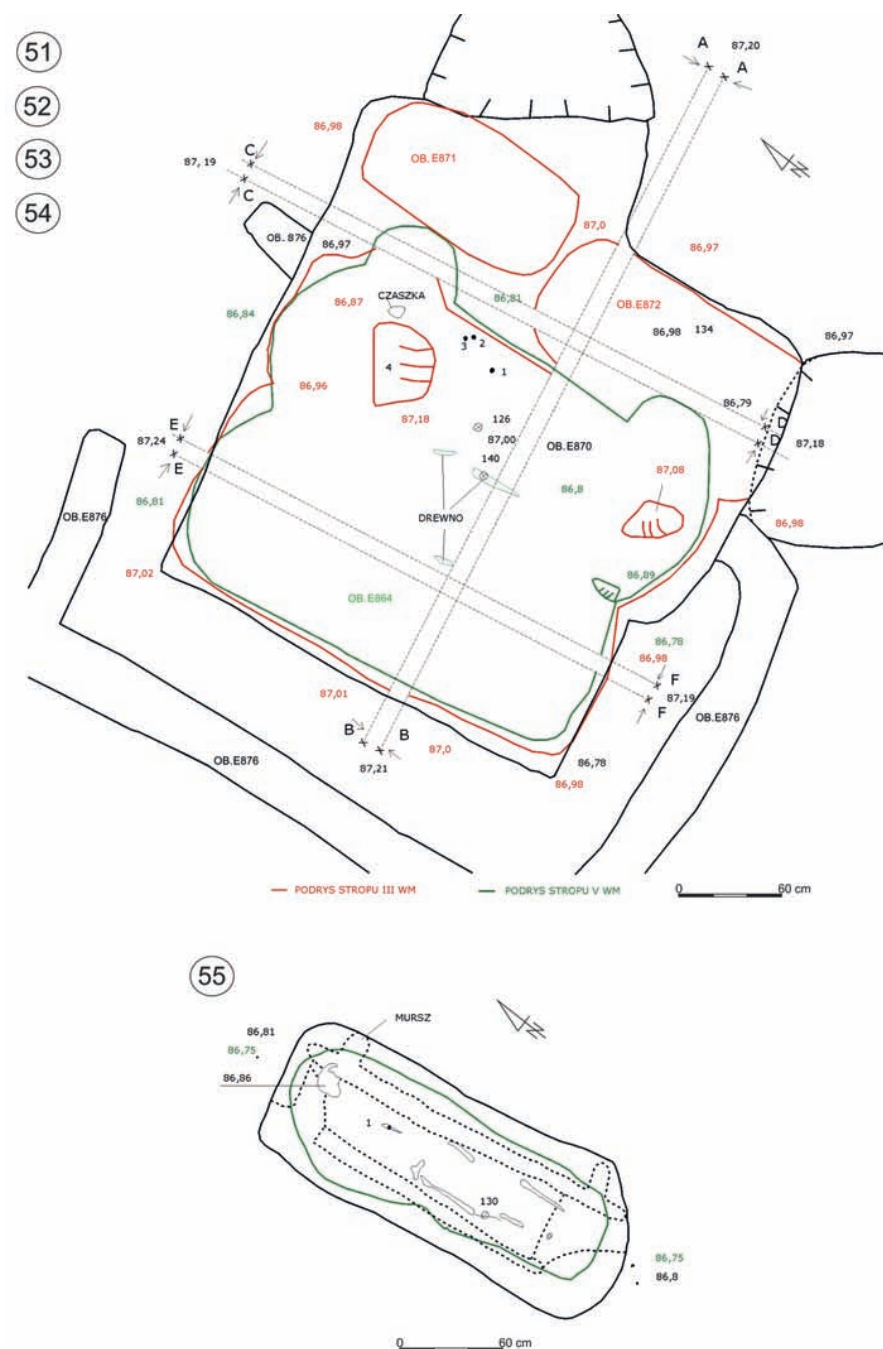 51
52
53
54
A
87,20
A
86,98
C
87, 19
C
OB.E871
N
87,0
86,97
OB. 876
86,97
86,84
86,87
86,81
OB.E872
CZASZKA
86,98
134
86,97
3
2
4
1
86,96
86,79
87,18
126
87,00
D
D
87,18
E
87,24
E
OB.E870
140
86,81
86,8
87,08
DREWNO
OB.E876
86,98
87,02
86,89
OB.E864
86,78
86,98
F
F
87,19
87,01
OB.E876
B
87,0
B
87,21
86,78
OB.E876
86,98
PODRYS STROPU III WM
PODRYS STROPU V WM
0
60 cm
55
MURSZ
N
86,81
86,75
86,86
1
130
86,75
86,8
0
60 cm